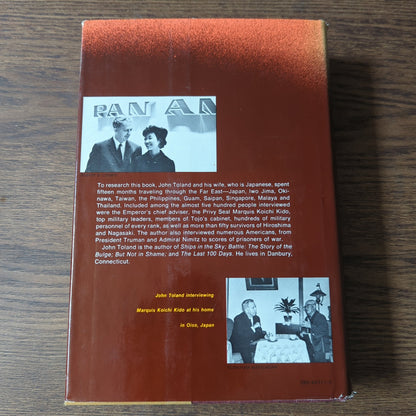 PAN AM
To research this book, John Toland and his wife, who is Japanese, spent
fifteen months traveling through the Far East—Japan, Iwo Jima, Oki-
nawa, Taiwan, the Philippines, Guam, Saipan, Singapore, Malaya and
Thailand. Included among the almost five hundred people interviewed
were the Emperor's chief adviser, the Privy Seal Marquis Koichi Kido,
top military leaders, members of Tojo's cabinet, hundreds of military
personnel of every rank, as well as more than fifty survivors of Hiroshima
and Nagasaki. The author also interviewed numerous Americans, from
President Truman and Admiral Nimitz to scores of prisoners of war.
John Toland is the author of Ships in the Sky; Battle: The Story of the
Bulge; But Not in Shame; and The Last 100 Days. He lives in Danbury,
Connecticut.
John Toland interviewing
Marquis Koichi Kido at his home
in Oiso, Japan